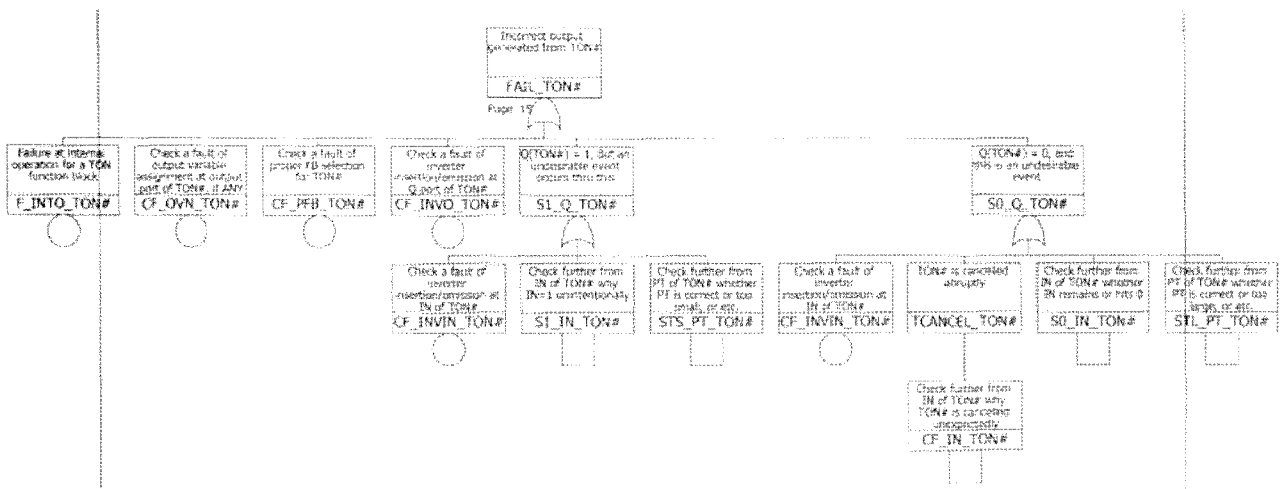 Incorrect output
generated from TON#
FAIL_TON#
Page 15
Failure at internal
operation for a TON
function block
F_INTO_TON#
Check a fault of
output variable
assignment at output
port of TON#, if ANY
CF_OVN_TON#
Check a fault of
proper FB selection
for TON#
CF_PFB_TON#
Check a fault of
inverter
insertion/omission at
Q port of TON#
CF_INVO_TON#
Q(TON#) = 1, But an
undesirable event
occurs thru this
S1_Q_TON#
Q(TON#) = 0, and
this is an undesirable
event
S0_Q_TON#
Check a fault of
inverter
insertion/omission at
IN of TON#
CF_INVIN_TON#
Check further from
IN of TON# why
IN=1 unintentionally
S1_IN_TON#
Check further from
PT of TON# whether
PT is correct or too
small, or etc.
STS_PT_TON#
Check a fault of
inverter
insertion/omission at
IN of TON#
CF_INVIN_TON#
TON# is canceled
abruptly
TCANCEL_TON#
Check further from
IN of TON# whether
IN remains or hits 0
S0_IN_TON#
Check further from
PT of TON# whether
PT is correct or too
large, or etc.
STL_PT_TON#
Check further from
IN of TON# why
TON# is canceled
unexpectedly
CF_IN_TON#